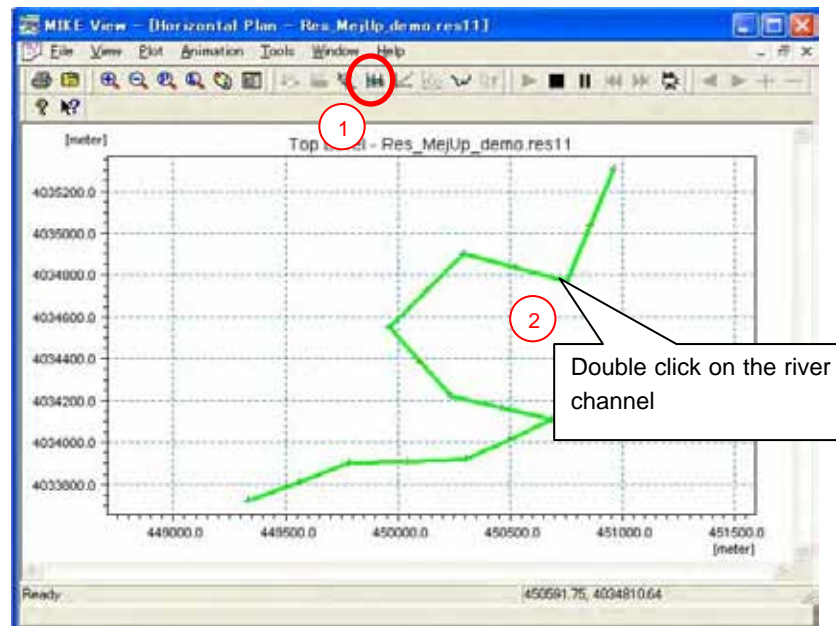 MIKE View - [Horizontal Plan - Res_MejUp_demo.res11]
File View Plot Animation Tools Window Help
1
[meter]
Res_MejUp_demo.res11
4035200.0
4035000.0
4034800.0
4034600.0
2
Double click on the river
channel
4034400.0
4034200.0
4034000.0
4033800.0
449000.0 449500.0 450000.0 450500.0 451000.0 451500.0
[meter]
Ready 450591.75, 4034810.64